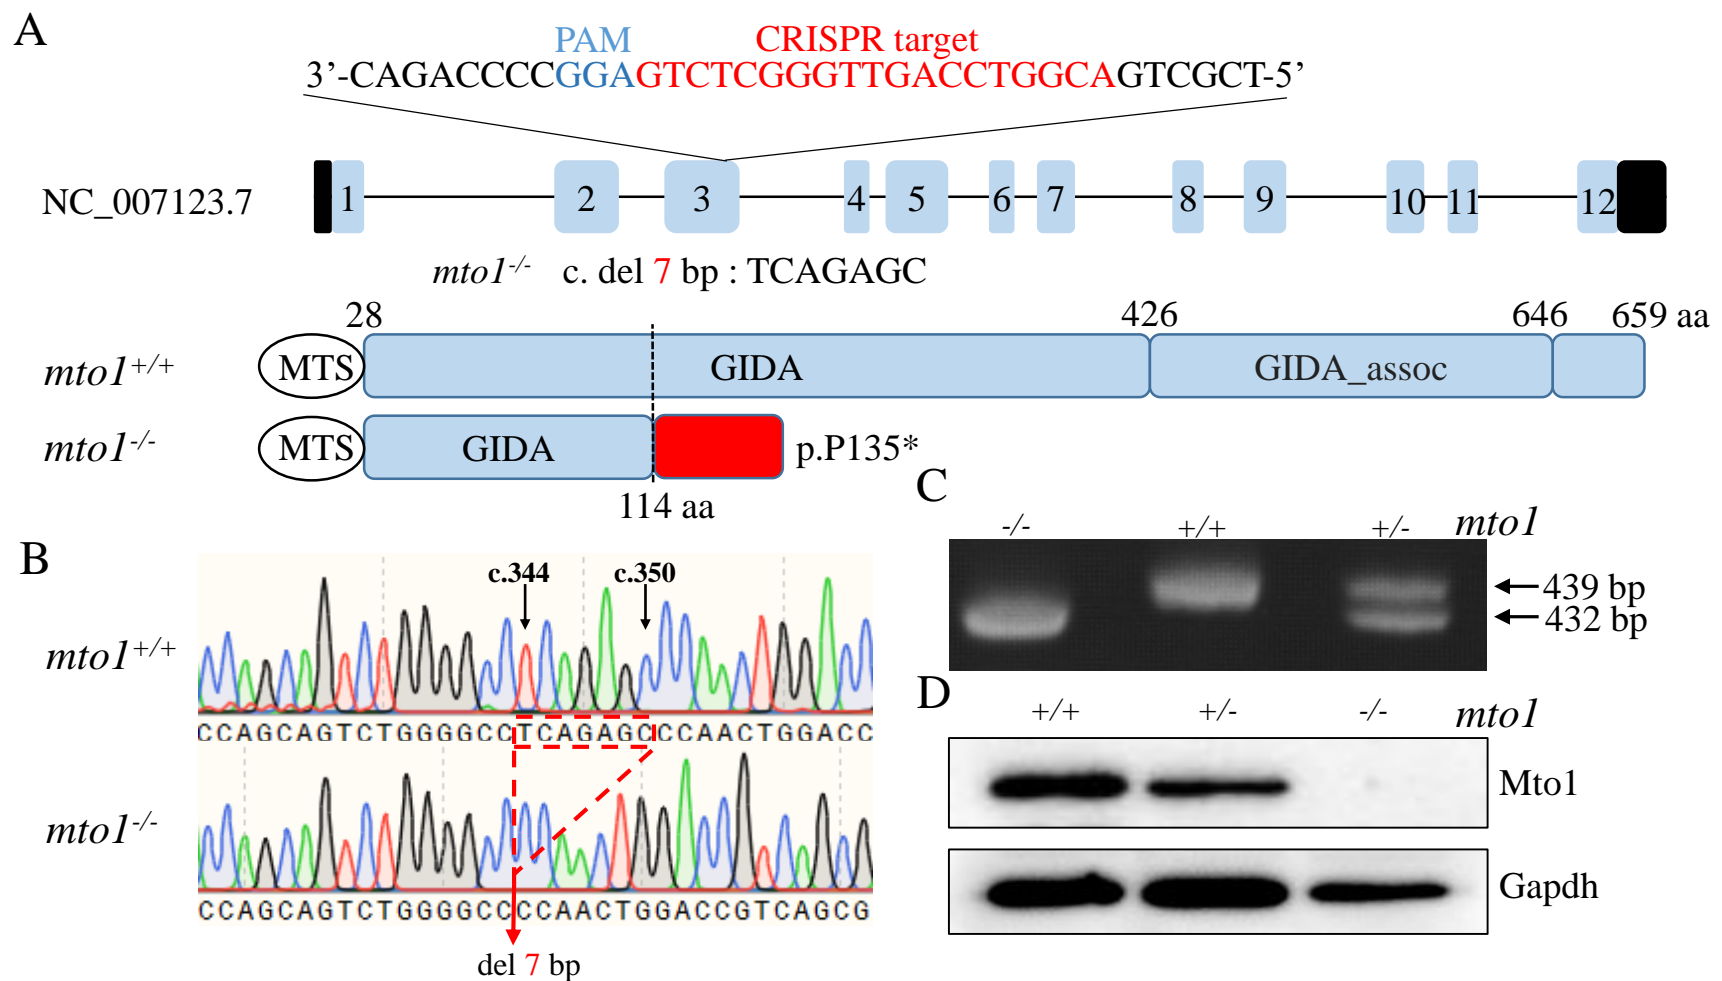 A
PAM CRISPR target
3’-CAGACCCCGGAGTCTCGGGTTGACCTGGCAGTCGCT-5’
NC_007123.7 1 2 3 4 5 6 7 8 9 10 11 12
mto1-/- c. del 7 bp : TCAGAGC
28 426 646 659 aa
mto1+/+ MTS GIDA GIDA_assoc
mto1-/- MTS GIDA p.P135*
114 aa
B
c.344 c.350
mto1+/+
CCAGCAGTCTGGGGCCTCAGAGCCCAACTGGACC
mto1-/-
CCAGCAGTCTGGGGCCCCAACTGGACCGTCAGCG
del 7 bp
C
-/- +/+ +/- mto1
439 bp
432 bp
D
+/+ +/- -/- mto1
Mto1
Gapdh